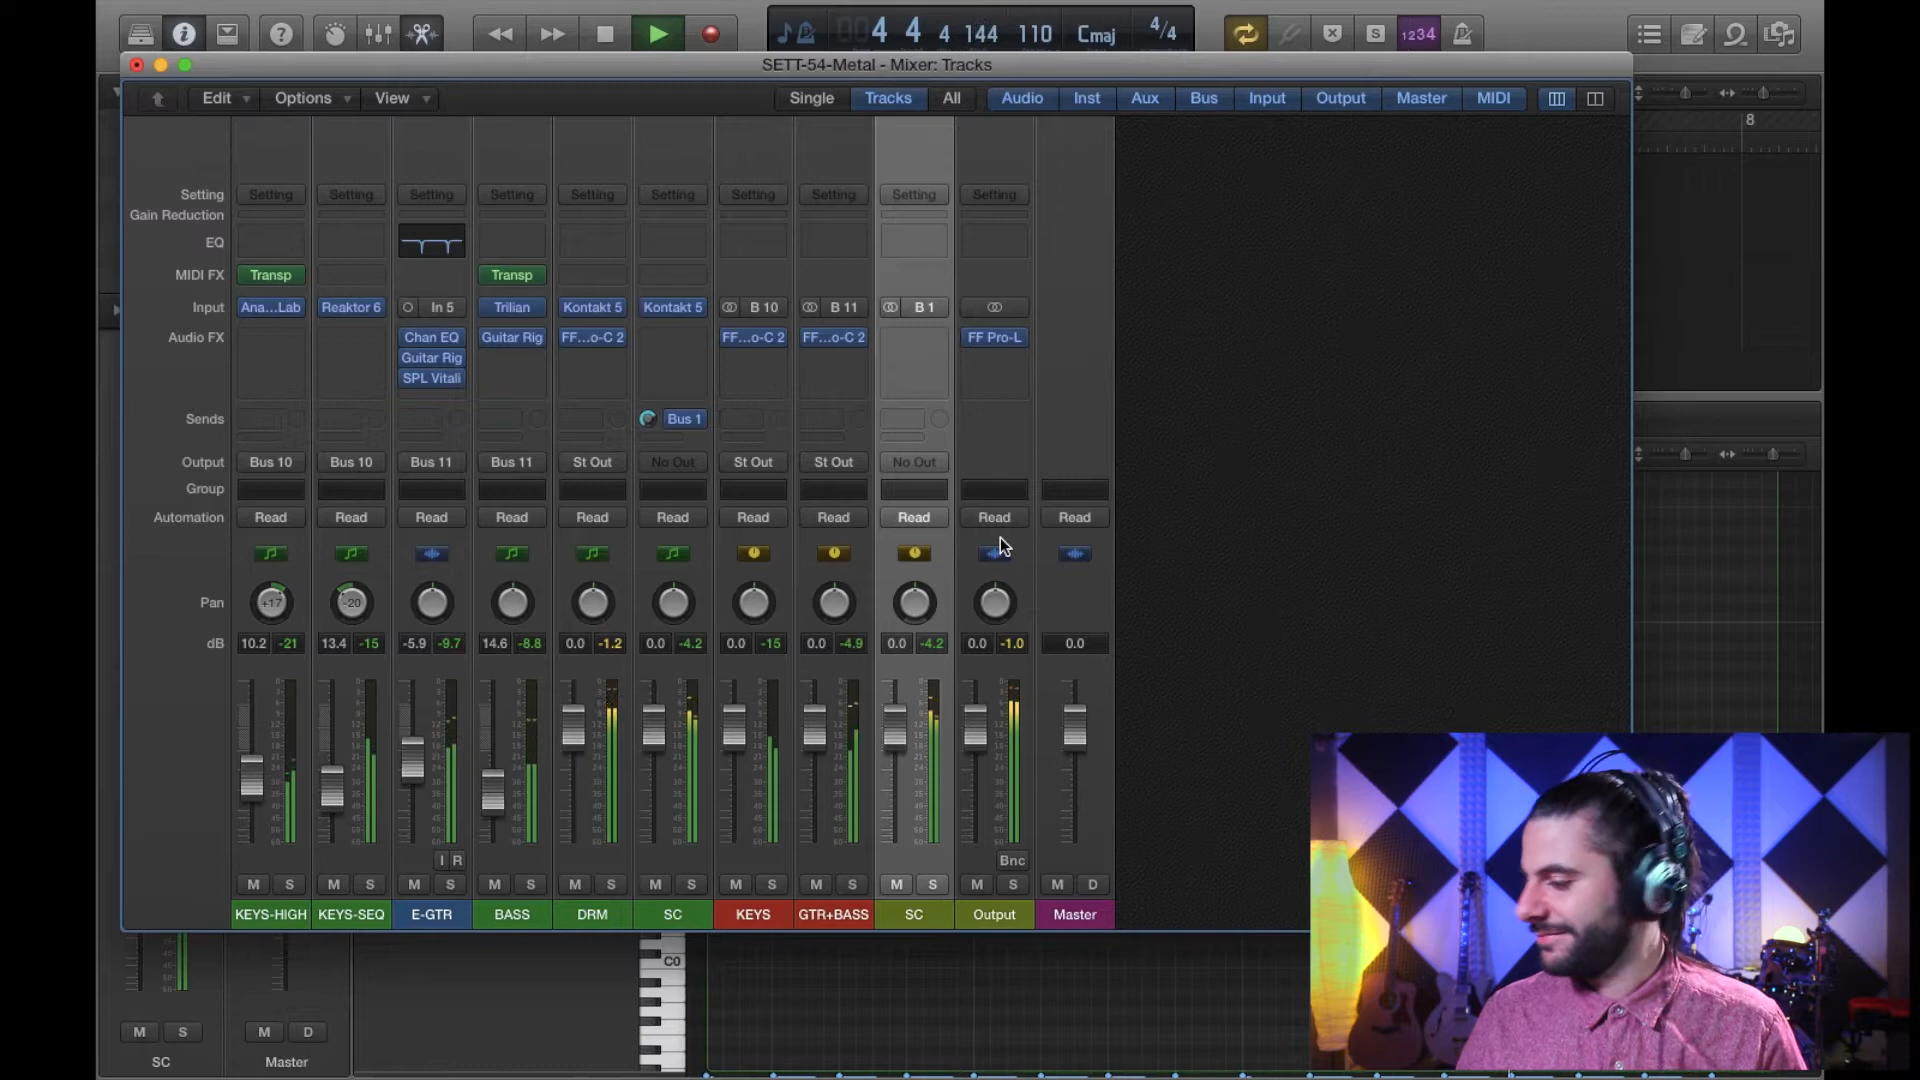 1234
4 4 4 144 110 Cmaj 4/4
SETT-54-Metal - Mixer: Tracks
Edit Options View Single Tracks All Audio Inst Aux Bus Input Output Master MIDI
8
Setting Setting Setting Setting Setting Setting Setting Setting Setting Setting Setting
Gain Reduction
EQ
MIDI FX Transp Transp
Input Ana...Lab Reaktor 6 In 5 Trilian Kontakt 5 Kontakt 5 B 10 B 11 B 1
Audio FX Chan EQ Guitar Rig FF...o-C 2 FF...o-C 2 FF...o-C 2 FF Pro-L
Guitar Rig
SPL Vitali
Sends Bus 1
Output Bus 10 Bus 10 Bus 11 Bus 11 St Out No Out St Out St Out No Out
Group
Automation Read Read Read Read Read Read Read Read Read Read Read
Pan +17 -20
dB 10.2 -21 13.4 -15 -5.9 -9.7 14.6 -8.8 0.0 -1.2 0.0 -4.2 0.0 -15 0.0 -4.9 0.0 -4.2 0.0 -1.0 0.0
I R Bnc
M S M S M S M S M S M S M S M S M S M S M D
KEYS-HIGH KEYS-SEQ E-GTR BASS DRM SC KEYS GTR+BASS SC Output Master
C0
M S M D
SC Master